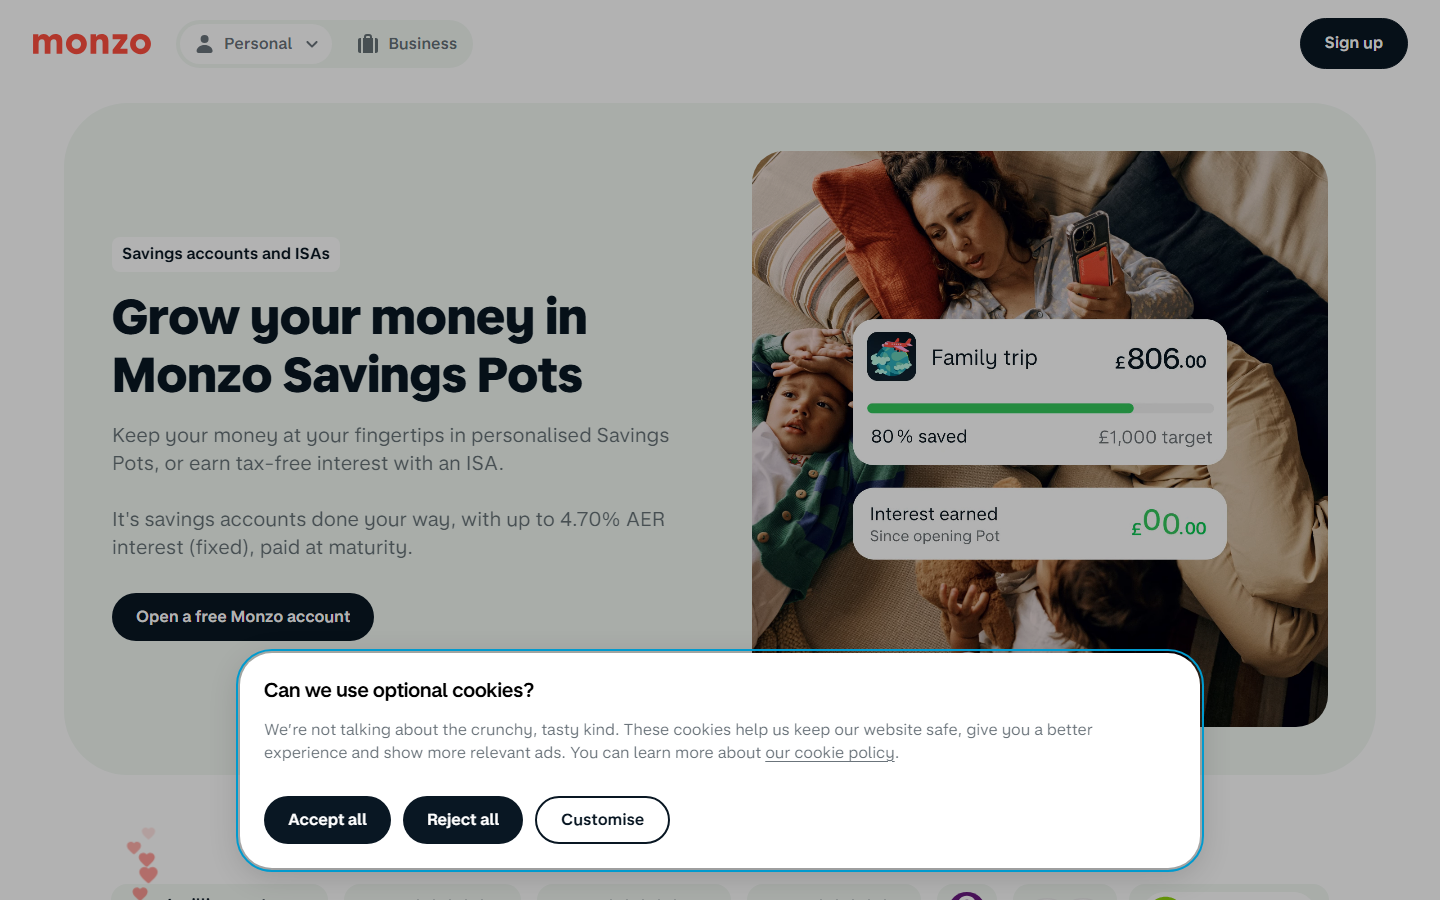 monzo
Personal
Business
Sign up
Savings accounts and ISAs
Grow your money in
Monzo Savings Pots
Keep your money at your fingertips in personalised Savings
Pots, or earn tax-free interest with an ISA.
It's savings accounts done your way, with up to 4.70% AER
interest (fixed), paid at maturity.
Open a free Monzo account
Family trip
£806.00
80% saved
£1,000 target
Interest earned
Since opening Pot
£00.00
Can we use optional cookies?
We're not talking about the crunchy, tasty kind. These cookies help us keep our website safe, give you a better
experience and show more relevant ads. You can learn more about our cookie policy.
Accept all
Reject all
Customise